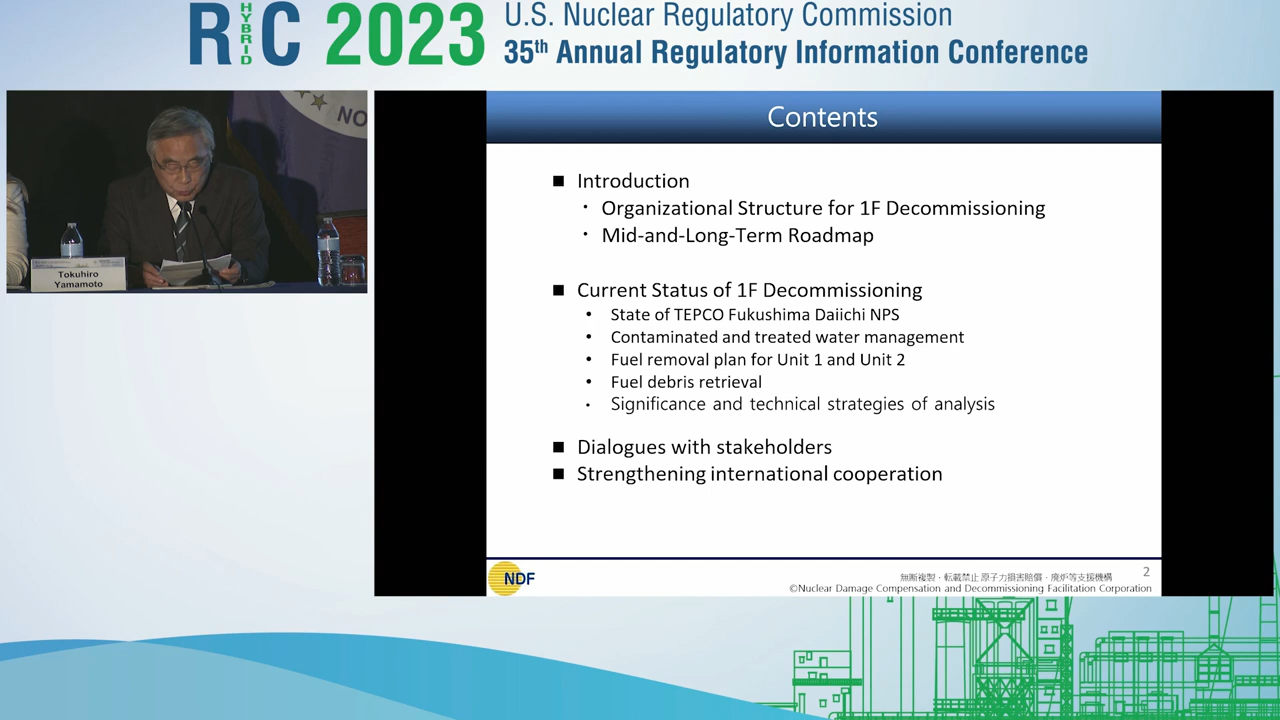 RIC 2023
HYBRID
U.S. Nuclear Regulatory Commission
35th Annual Regulatory Information Conference
NO
Tokuhiro
Yamamoto
Contents
■ Introduction
・ Organizational Structure for 1F Decommissioning
・ Mid-and-Long-Term Roadmap
■ Current Status of 1F Decommissioning
• State of TEPCO Fukushima Daiichi NPS
• Contaminated and treated water management
• Fuel removal plan for Unit 1 and Unit 2
• Fuel debris retrieval
• Significance and technical strategies of analysis
■ Dialogues with stakeholders
■ Strengthening international cooperation
NDF
無断複製・転載禁止 原子力損害賠償・廃炉等支援機構
©Nuclear Damage Compensation and Decommissioning Facilitation Corporation
2